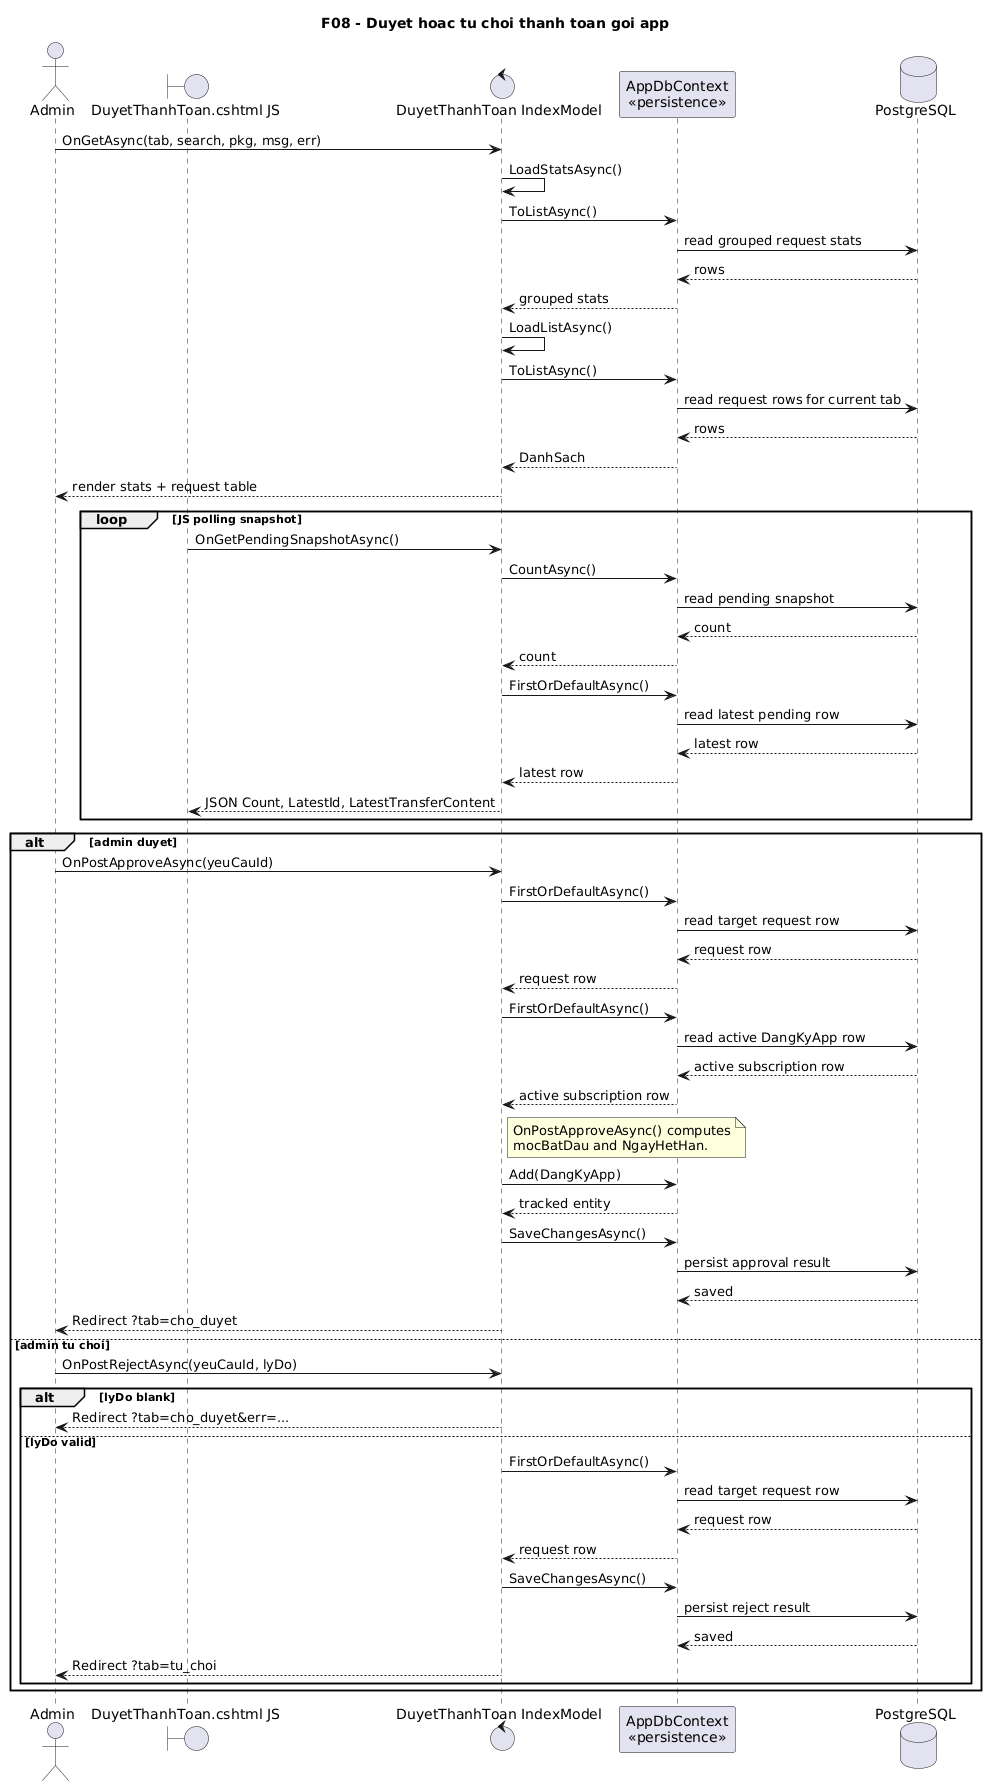 F08 - Duyet hoac tu choi thanh toan goi app
Admin
DuyetThanhToan.cshtml JS
DuyetThanhToan IndexModel
AppDbContext
«persistence»
PostgreSQL
OnGetAsync(tab, search, pkg, msg, err)
LoadStatsAsync()
ToListAsync()
read grouped request stats
rows
grouped stats
LoadListAsync()
ToListAsync()
read request rows for current tab
rows
DanhSach
render stats + request table
loop [JS polling snapshot]
OnGetPendingSnapshotAsync()
CountAsync()
read pending snapshot
count
count
FirstOrDefaultAsync()
read latest pending row
latest row
latest row
JSON Count, LatestId, LatestTransferContent
alt [admin duyet]
OnPostApproveAsync(yeuCauId)
FirstOrDefaultAsync()
read target request row
request row
request row
FirstOrDefaultAsync()
read active DangKyApp row
active subscription row
active subscription row
OnPostApproveAsync() computes
mocBatDau and NgayHetHan.
Add(DangKyApp)
tracked entity
SaveChangesAsync()
persist approval result
saved
Redirect ?tab=cho_duyet
[admin tu choi]
OnPostRejectAsync(yeuCauId, lyDo)
alt [lyDo blank]
Redirect ?tab=cho_duyet&err=...
[lyDo valid]
FirstOrDefaultAsync()
read target request row
request row
request row
SaveChangesAsync()
persist reject result
saved
Redirect ?tab=tu_choi
Admin
DuyetThanhToan.cshtml JS
DuyetThanhToan IndexModel
AppDbContext
«persistence»
PostgreSQL